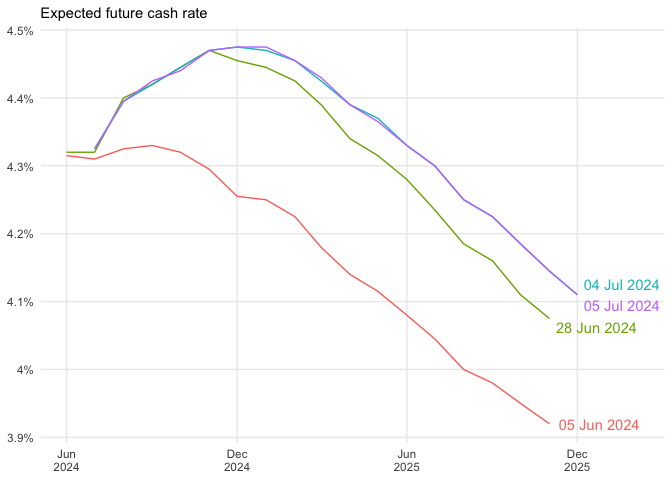 Expected future cash rate
4.5%
4.4%
4.3%
4.2%
4.1%
4%
3.9%
04 Jul 2024
05 Jul 2024
28 Jun 2024
05 Jun 2024
Jun
2024
Dec
2024
Jun
2025
Dec
2025